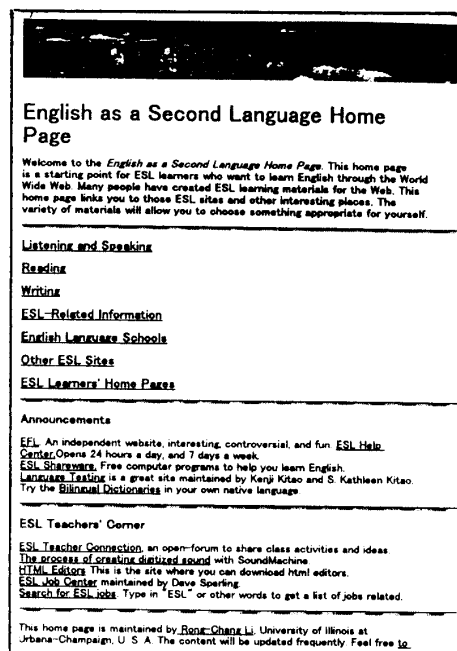 English as a Second Language Home
Page
Welcome to the English as a Second Language Home Page. This home page
is a starting point for ESL learners who want to learn English through the World
Wide Web. Many people have created ESL learning materials for the Web. This
home page links you to those ESL sites and other interesting places. The
variety of materials will allow you to choose something appropriate for yourself.
Listening and Speaking
Reading
Writing
ESL-Related Information
English Language Schools
Other ESL Sites
ESL Learners' Home Pages
Announcements
EFL. An independent website, interesting, controversial, and fun. ESL Help
Center.Opens 24 hours a day, and 7 days a week.
ESL Shareware. Free computer programs to help you learn English.
Language Testing is a great site maintained by Kenji Kitao and S. Kathleen Kitao.
Try the Bilingual Dictionaries in your own native language.
ESL Teachers' Corner
ESL Teacher Connection, an open-forum to share class activities and ideas.
The process of creating digitized sound with SoundMachine.
HTML Editors This is the site where you can download html editors.
ESL Job Center maintained by Dave Sperling.
Search for ESL jobs. Type in "ESL" or other words to get a list of jobs related.
This home page is maintained by Rong-Chang Li, University of Illinois at
Urbana-Champaign, U. S. A. The content will be updated frequently. Feel free to